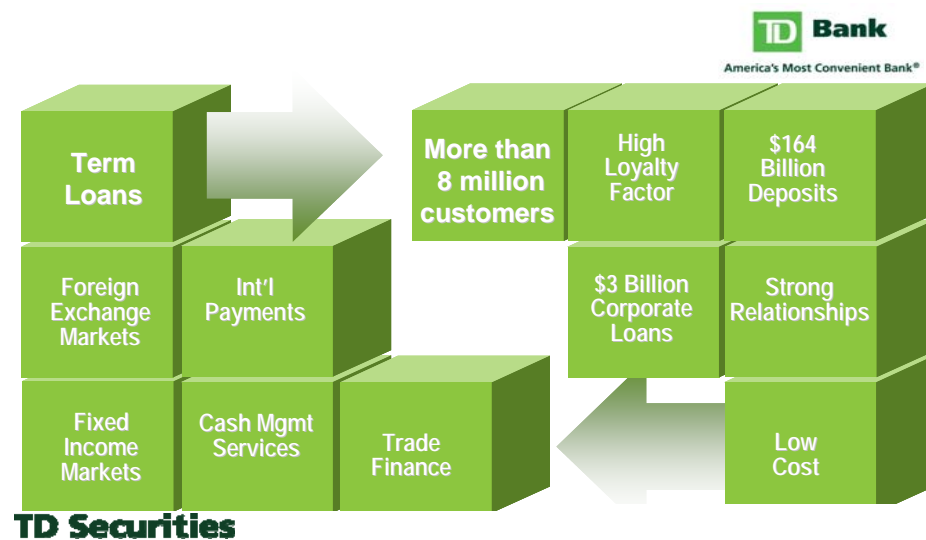 TD Bank
America's Most Convenient Bank®
Term
Loans
More than
8 million
customers
High
Loyalty
Factor
$164
Billion
Deposits
Foreign
Exchange
Markets
Int'l
Payments
$3 Billion
Corporate
Loans
Strong
Relationships
Fixed
Income
Markets
Cash Mgmt
Services
Trade
Finance
Low
Cost
TD Securities